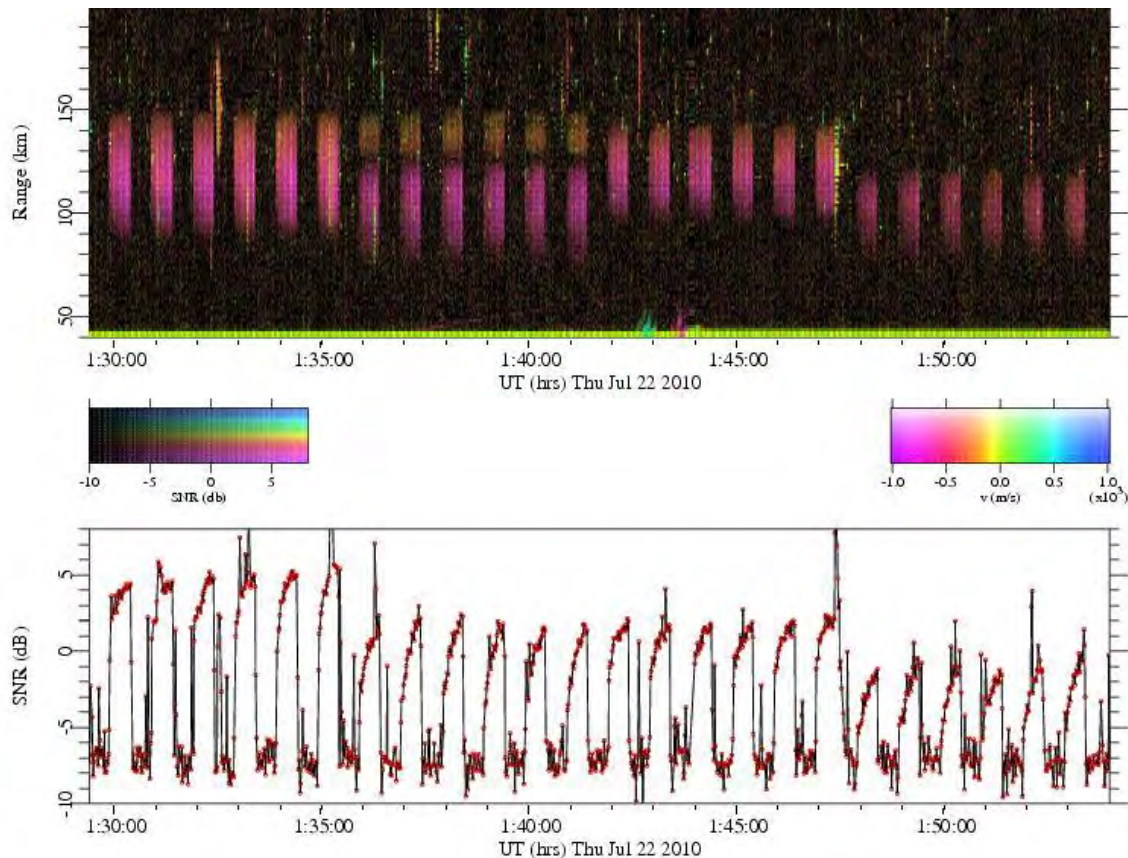 150
100
50
Range (km)
1:30:00 1:35:00 1:40:00 1:45:00 1:50:00
UT (hrs) Thu Jul 22 2010
-10 -5 0 5
SNR (db)
-1.0 -0.5 0.0 0.5 1.0
v (m/s) (x10³)
5
0
-5
-10
SNR (dB)
1:30:00 1:35:00 1:40:00 1:45:00 1:50:00
UT (hrs) Thu Jul 22 2010